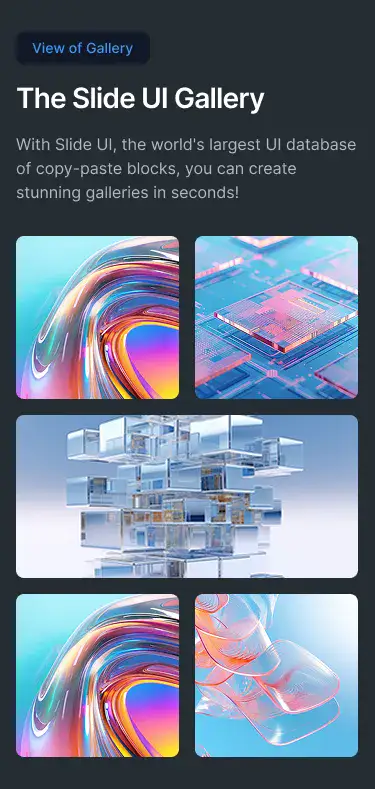 View of Gallery
The Slide UI Gallery
With Slide UI, the world's largest UI database
of copy-paste blocks, you can create
stunning galleries in seconds!